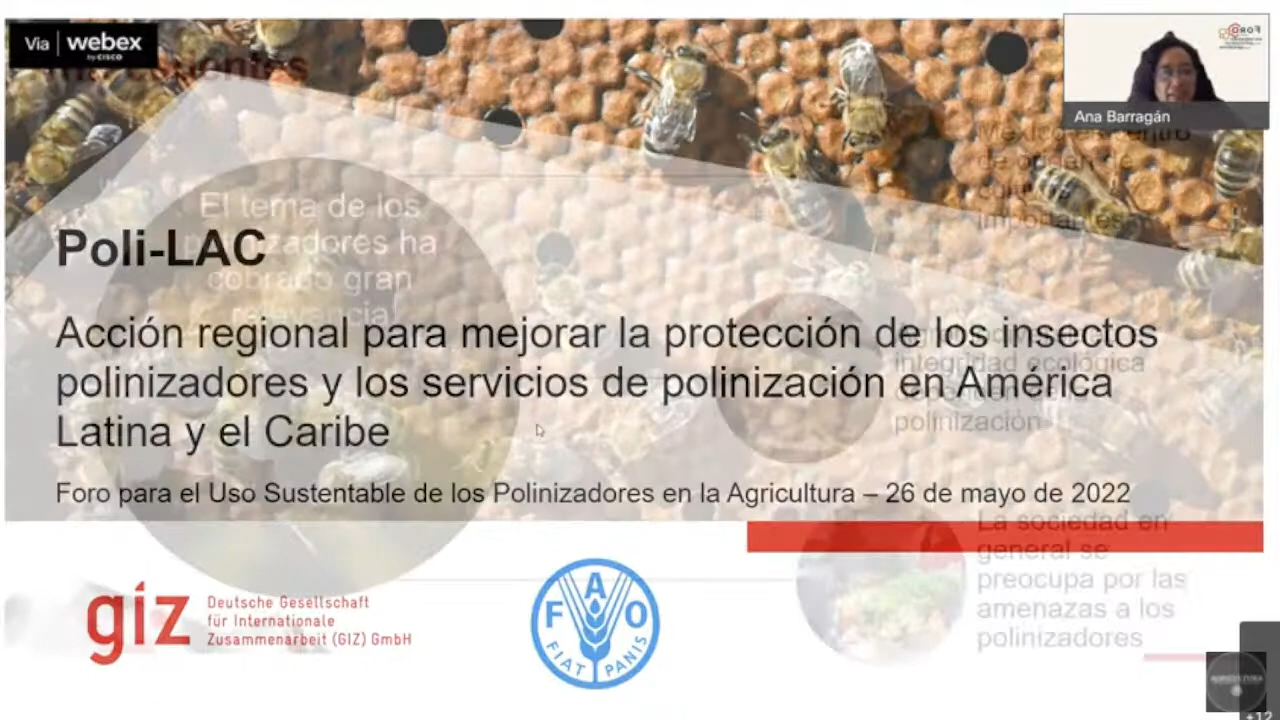 Via webex
by CISCO
Ana Barragán
El tema de los
polinizadores ha
cobrado gran
relevancia!
Poli-LAC
Acción regional para mejorar la protección de los insectos
polinizadores y los servicios de polinización en América
Latina y el Caribe
integridad ecológica
polinización
Foro para el Uso Sustentable de los Polinizadores en la Agricultura – 26 de mayo de 2022
La sociedad en
general se
preocupa por las
amenazas a los
polinizadores
giz
Deutsche Gesellschaft
für Internationale
Zusammenarbeit (GIZ) GmbH
FAO
FIAT PANIS
AGRICULTURA
+12